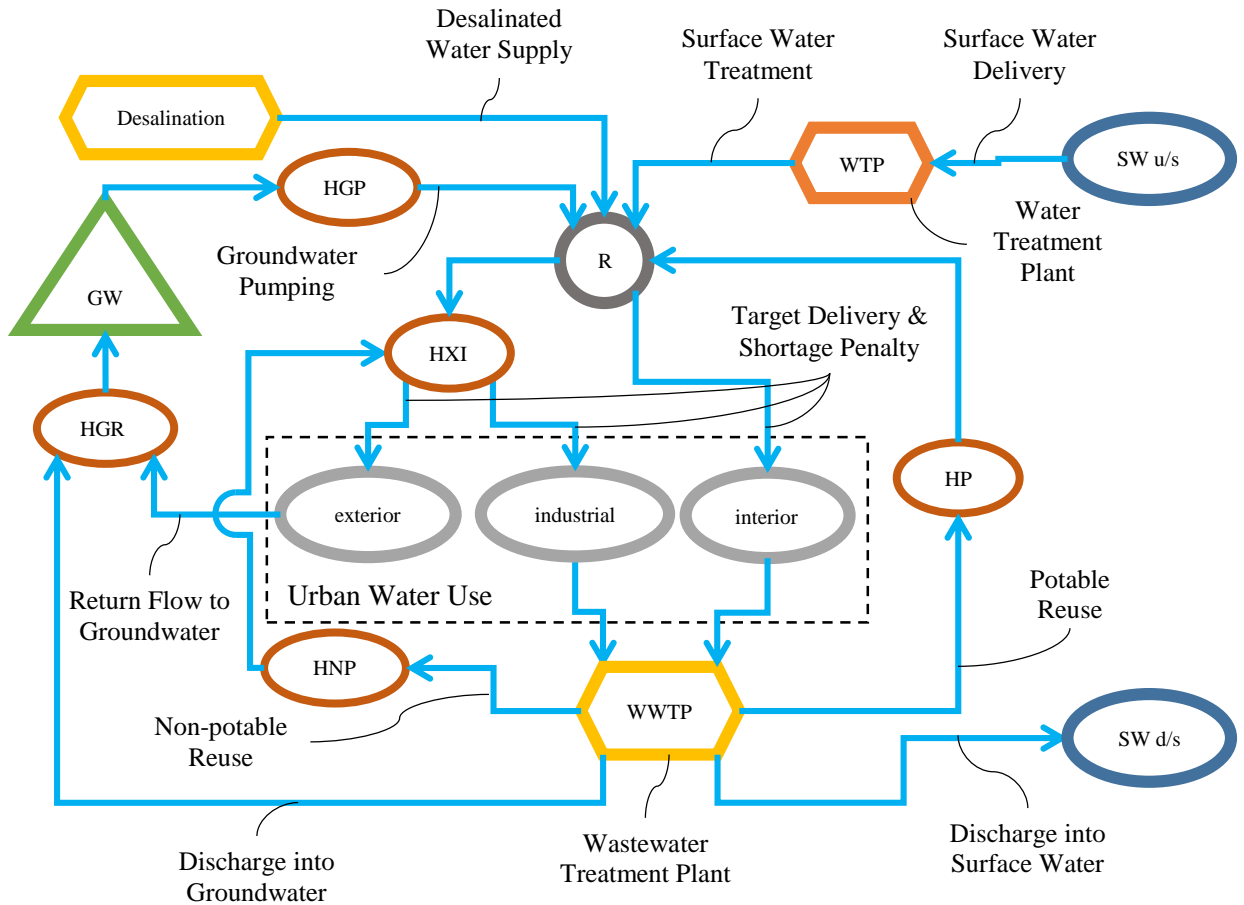 Desalinated
Water Supply
Surface Water
Treatment
Surface Water
Delivery
Desalination
HGP
WTP
SW u/s
Groundwater
Pumping
R
Water
Treatment
Plant
GW
HXI
Target Delivery &
Shortage Penalty
HGR
HP
exterior
industrial
interior
Urban Water Use
Return Flow to
Groundwater
Potable
Reuse
HNP
WWTP
Non-potable
Reuse
SW d/s
Discharge into
Groundwater
Wastewater
Treatment Plant
Discharge into
Surface Water